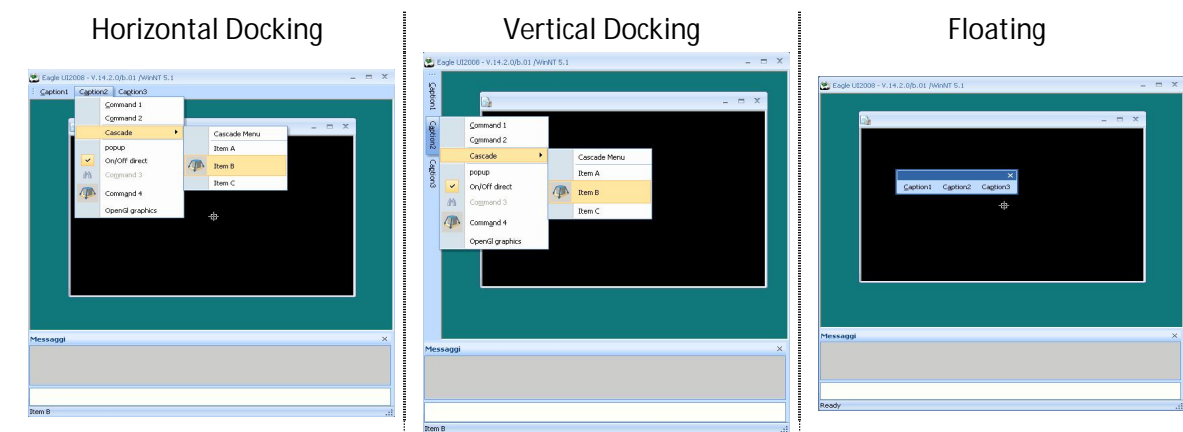 Horizontal Docking
Eagle UI2008 - V.14.2.0/b.01 /WinNT 5.1
Caption1 Caption2 Caption3
Command 1
Command 2
Cascade
popup
On/Off direct
Command 3
Command 4
OpenGl graphics
Cascade Menu
Item A
Item B
Item C
Messaggi
Item B
Vertical Docking
Eagle UI2008 - V.14.2.0/b.01 /WinNT 5.1
Caption1
Caption2
Caption3
Command 1
Command 2
Cascade
popup
On/Off direct
Command 3
Command 4
OpenGl graphics
Cascade Menu
Item A
Item B
Item C
Messaggi
Item B
Floating
Eagle UI2008 - V.14.2.0/b.01 /WinNT 5.1
Caption1 Caption2 Caption3
Messaggi
Ready